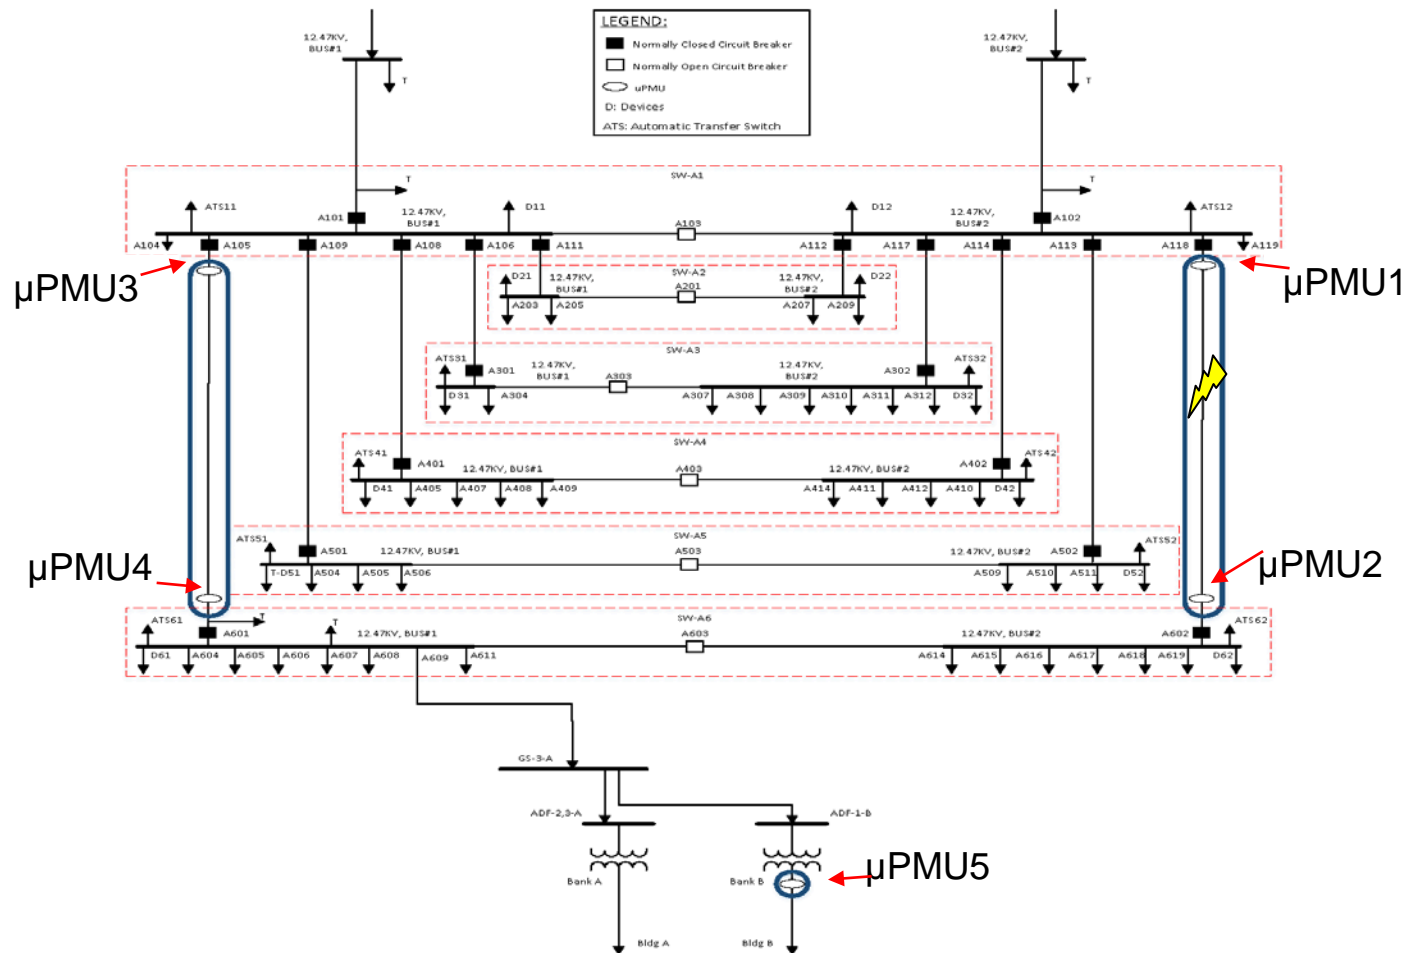 LEGEND:
Normally Closed Circuit Breaker
Normally Open Circuit Breaker
uPMU
D: Devices
ATS: Automatic Transfer Switch
12.47KV,
BUS#1
T
12.47KV,
BUS#2
T
SW-A1
T
T
ATS11
A101
12.47KV,
BUS#1
D11
A103
D12
12.47KV,
BUS#2
A102
ATS12
A104
A105
A109
A108
A106
A111
A112
A117
A114
A113
A118
A119
µPMU3
µPMU1
SW-A2
D21
12.47KV,
BUS#1
A201
12.47KV,
BUS#2
D22
A203
A205
A207
A209
SW-A3
ATS31
A301
12.47KV,
BUS#1
A303
12.47KV,
BUS#2
A302
ATS32
D31
A304
A307
A308
A309
A310
A311
A312
D32
SW-A4
ATS41
A401
12.47KV, BUS#1
A403
12.47KV, BUS#2
A402
ATS42
D41
A405
A407
A408
A409
A414
A411
A412
A410
D42
SW-A5
ATS51
A501
12.47KV, BUS#1
A503
12.47KV, BUS#2
A502
ATS52
T-D51
A504
A505
A506
A509
A510
A511
D52
µPMU4
µPMU2
SW-A6
ATS61
T
A601
T
12.47KV, BUS#1
A603
12.47KV, BUS#2
A602
ATS62
D61
A604
A605
A606
A607
A608
A609
A611
A614
A615
A616
A617
A618
A619
D62
GS-3-A
ADF-2,3-A
ADF-1-B
Bank A
Bank B
µPMU5
Bldg A
Bldg B